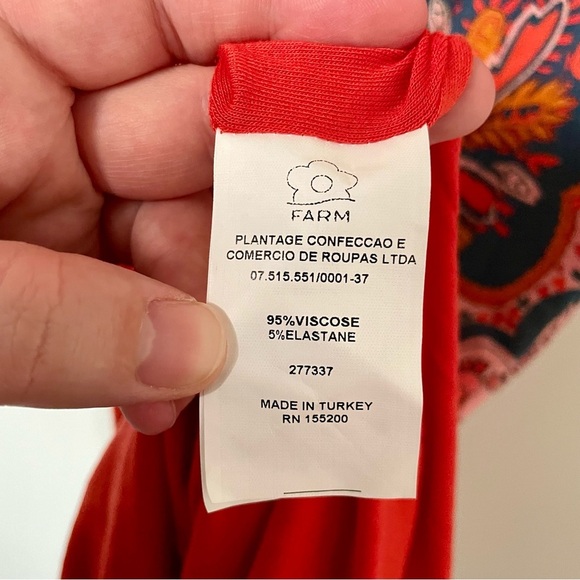 FARM
PLANTAGE CONFECCAO E
COMERCIO DE ROUPAS LTDA
07.515.551/0001-37
95%VISCOSE
5%ELASTANE
277337
MADE IN TURKEY
RN 155200